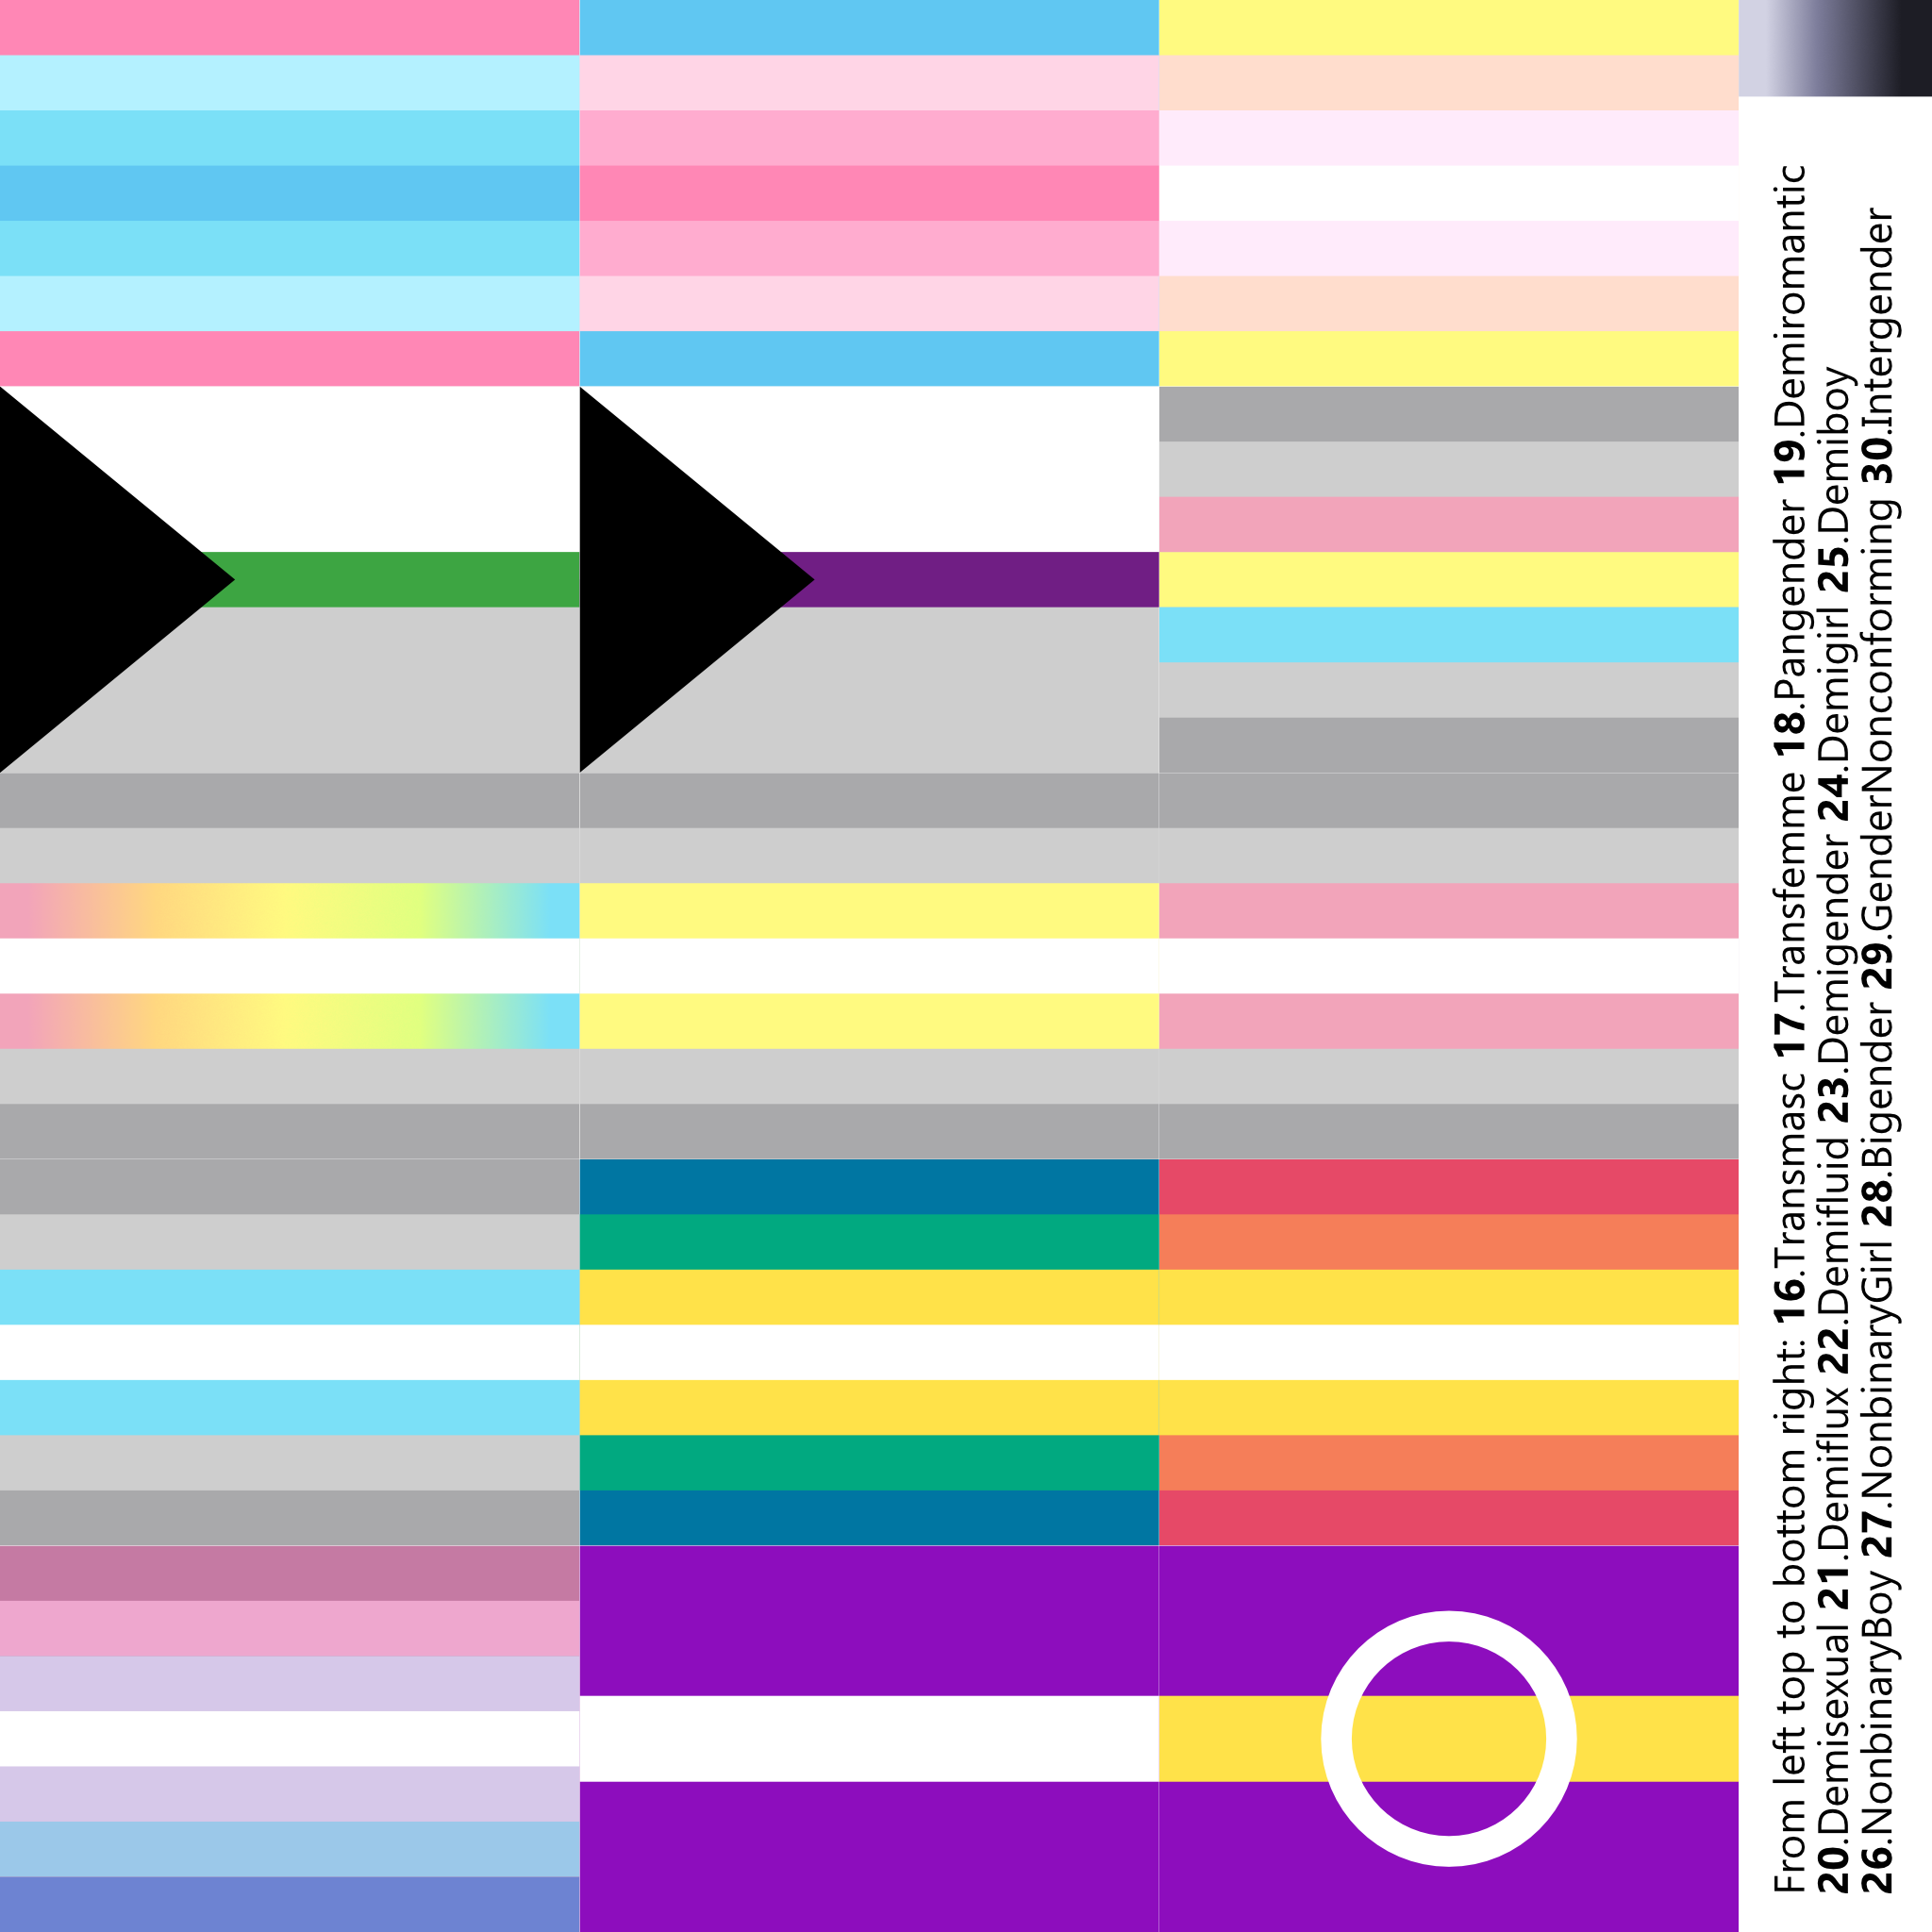 From left top to bottom right: 16.Transmasc 17.Transfemme 18.Pangender 19.Demiromantic
20.Demisexual 21.Demiflux 22.Demifluid 23.Demigender 24.Demigirl 25.Demiboy
26.NonbinaryBoy 27.NonbinaryGirl 28.Bigender 29.GenderNonconforming 30.Intergender